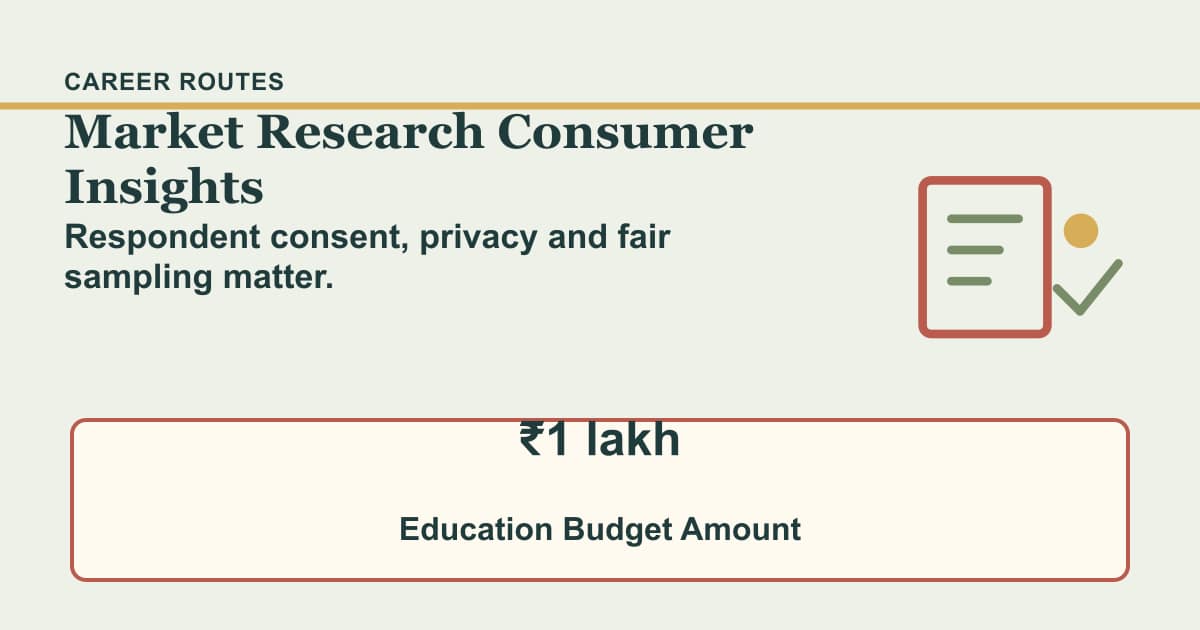 CAREER ROUTES
Market Research Consumer
Insights
Respondent consent, privacy and fair
sampling matter.
₹1 lakh
Education Budget Amount